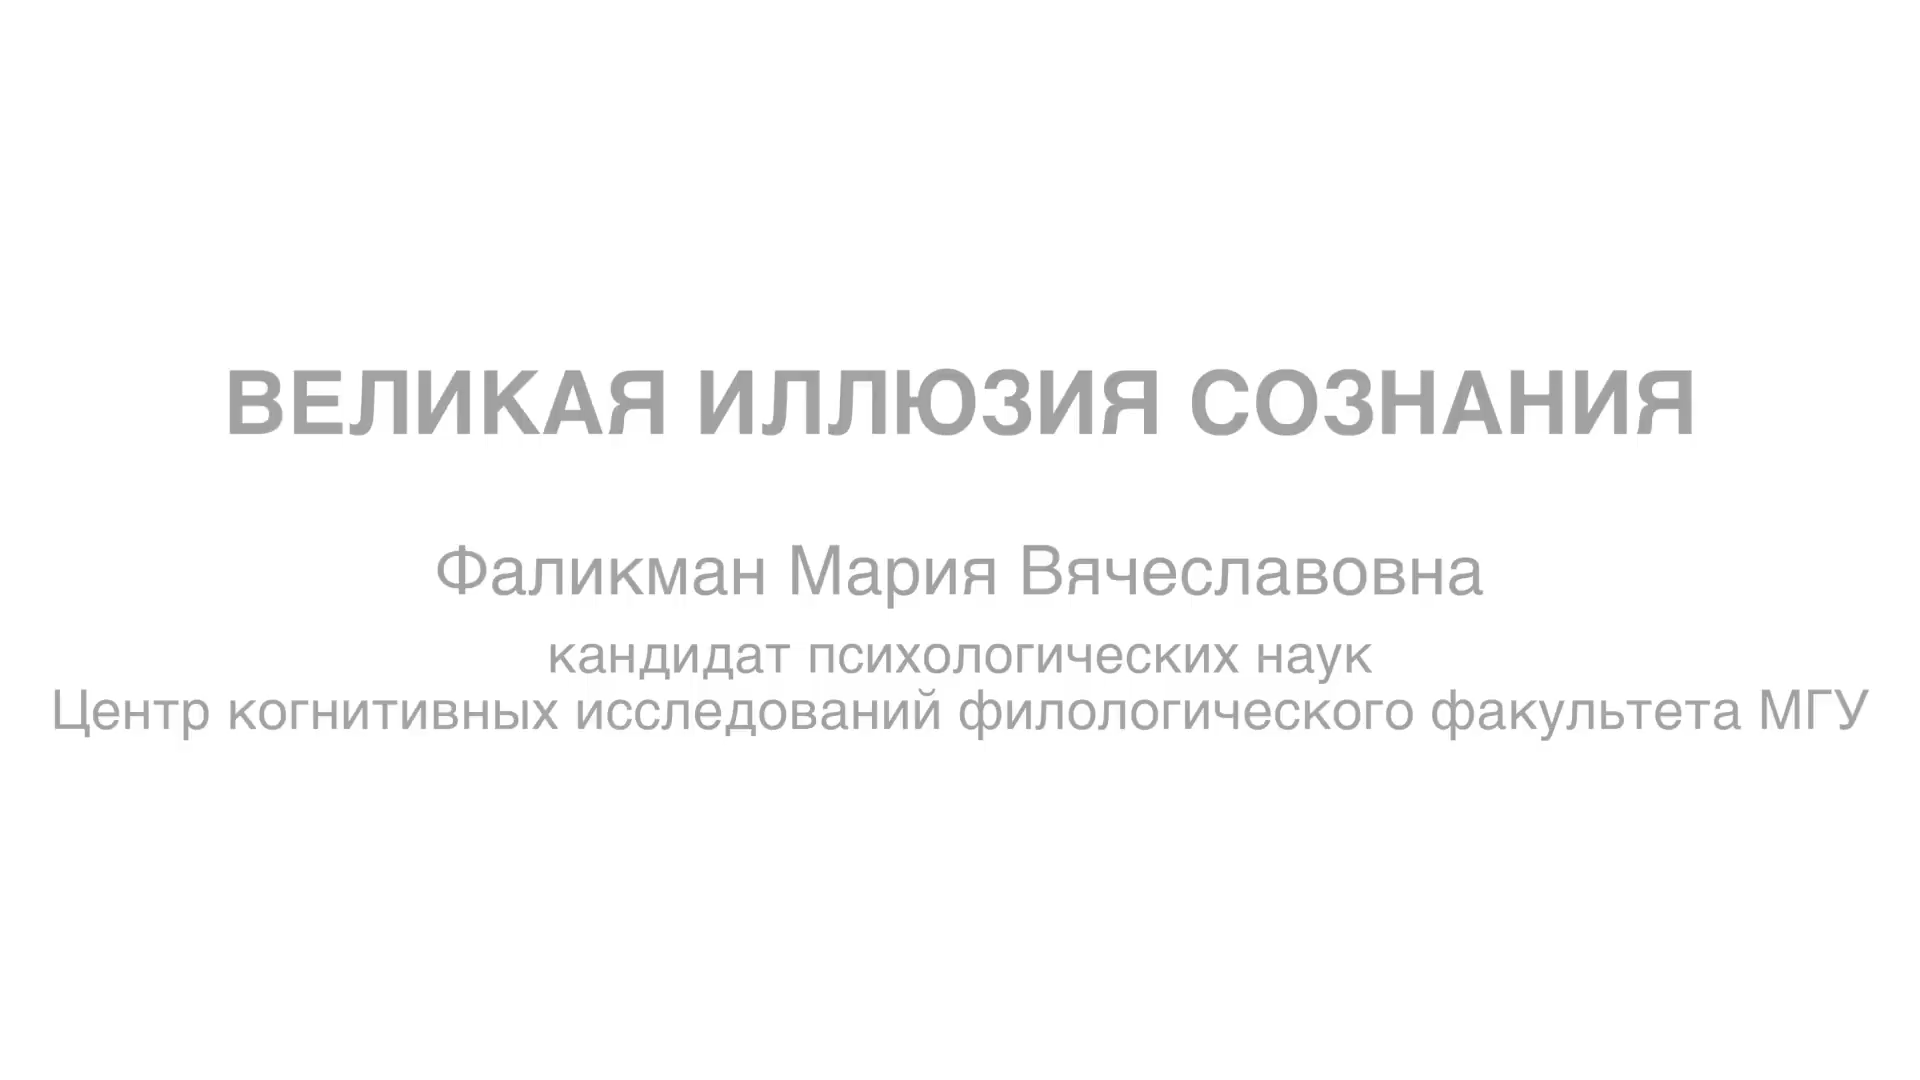 ВЕЛИКАЯ ИЛЛЮЗИЯ СОЗНАНИЯ
Фаликман Мария Вячеславовна
кандидат психологических наук
Центр когнитивных исследований филологического факультета МГУ